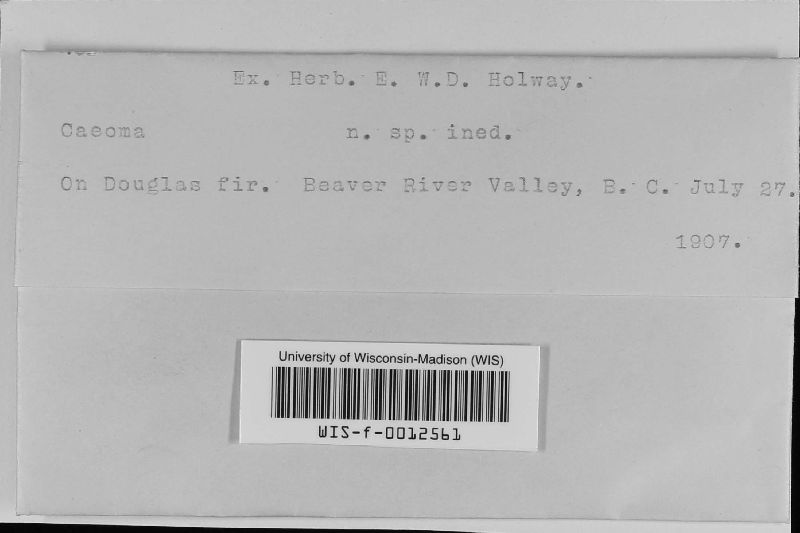 Ex. Herb. E. W.D. Holway.
Caeoma n. sp. ined.
On Douglas fir. Beaver River Valley, B. C. July 27.
1907.
University of Wisconsin-Madison (WIS)
WIS-f-0012561